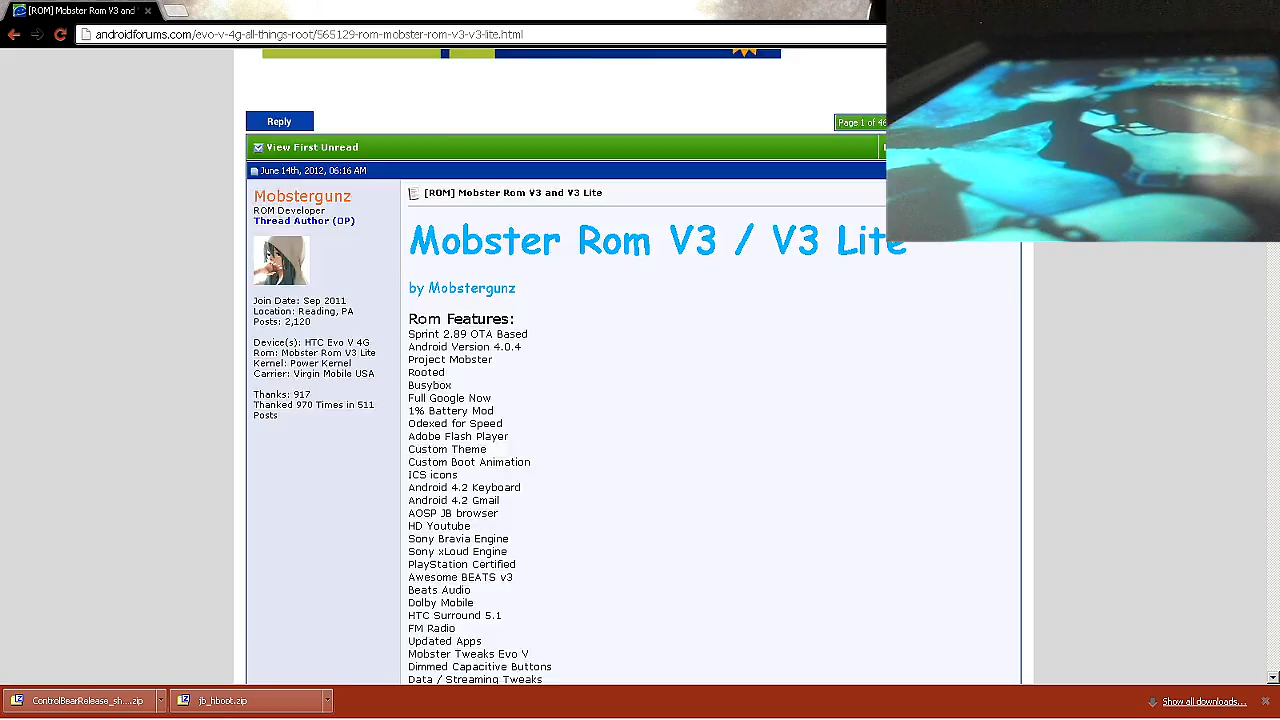 [ROM] Mobster Rom V3 and
androidforums.com/evo-v-4g-all-things-root/565129-rom-mobster-rom-v3-v3-lite.html
Reply
Page 1 of 46
View First Unread
June 14th, 2012, 06:16 AM
Mobstergunz
ROM Developer
Thread Author (OP)
Join Date: Sep 2011
Location: Reading, PA
Posts: 2,120
Device(s): HTC Evo V 4G
Rom: Mobster Rom V3 Lite
Kernel: Power Kernel
Carrier: Virgin Mobile USA
Thanks: 917
Thanked 970 Times in 511
Posts
[ROM] Mobster Rom V3 and V3 Lite
Mobster Rom V3 / V3 Lite
by Mobstergunz
Rom Features:
Sprint 2.89 OTA Based
Android Version 4.0.4
Project Mobster
Rooted
Busybox
Full Google Now
1% Battery Mod
Odexed for Speed
Adobe Flash Player
Custom Theme
Custom Boot Animation
ICS icons
Android 4.2 Keyboard
Android 4.2 Gmail
AOSP JB browser
HD Youtube
Sony Bravia Engine
Sony xLoud Engine
PlayStation Certified
Awesome BEATS v3
Beats Audio
Dolby Mobile
HTC Surround 5.1
FM Radio
Updated Apps
Mobster Tweaks Evo V
Dimmed Capacitive Buttons
Data / Streaming Tweaks
ControlBearRelease_sh...zip
jb_hboot.zip
Show all downloads...